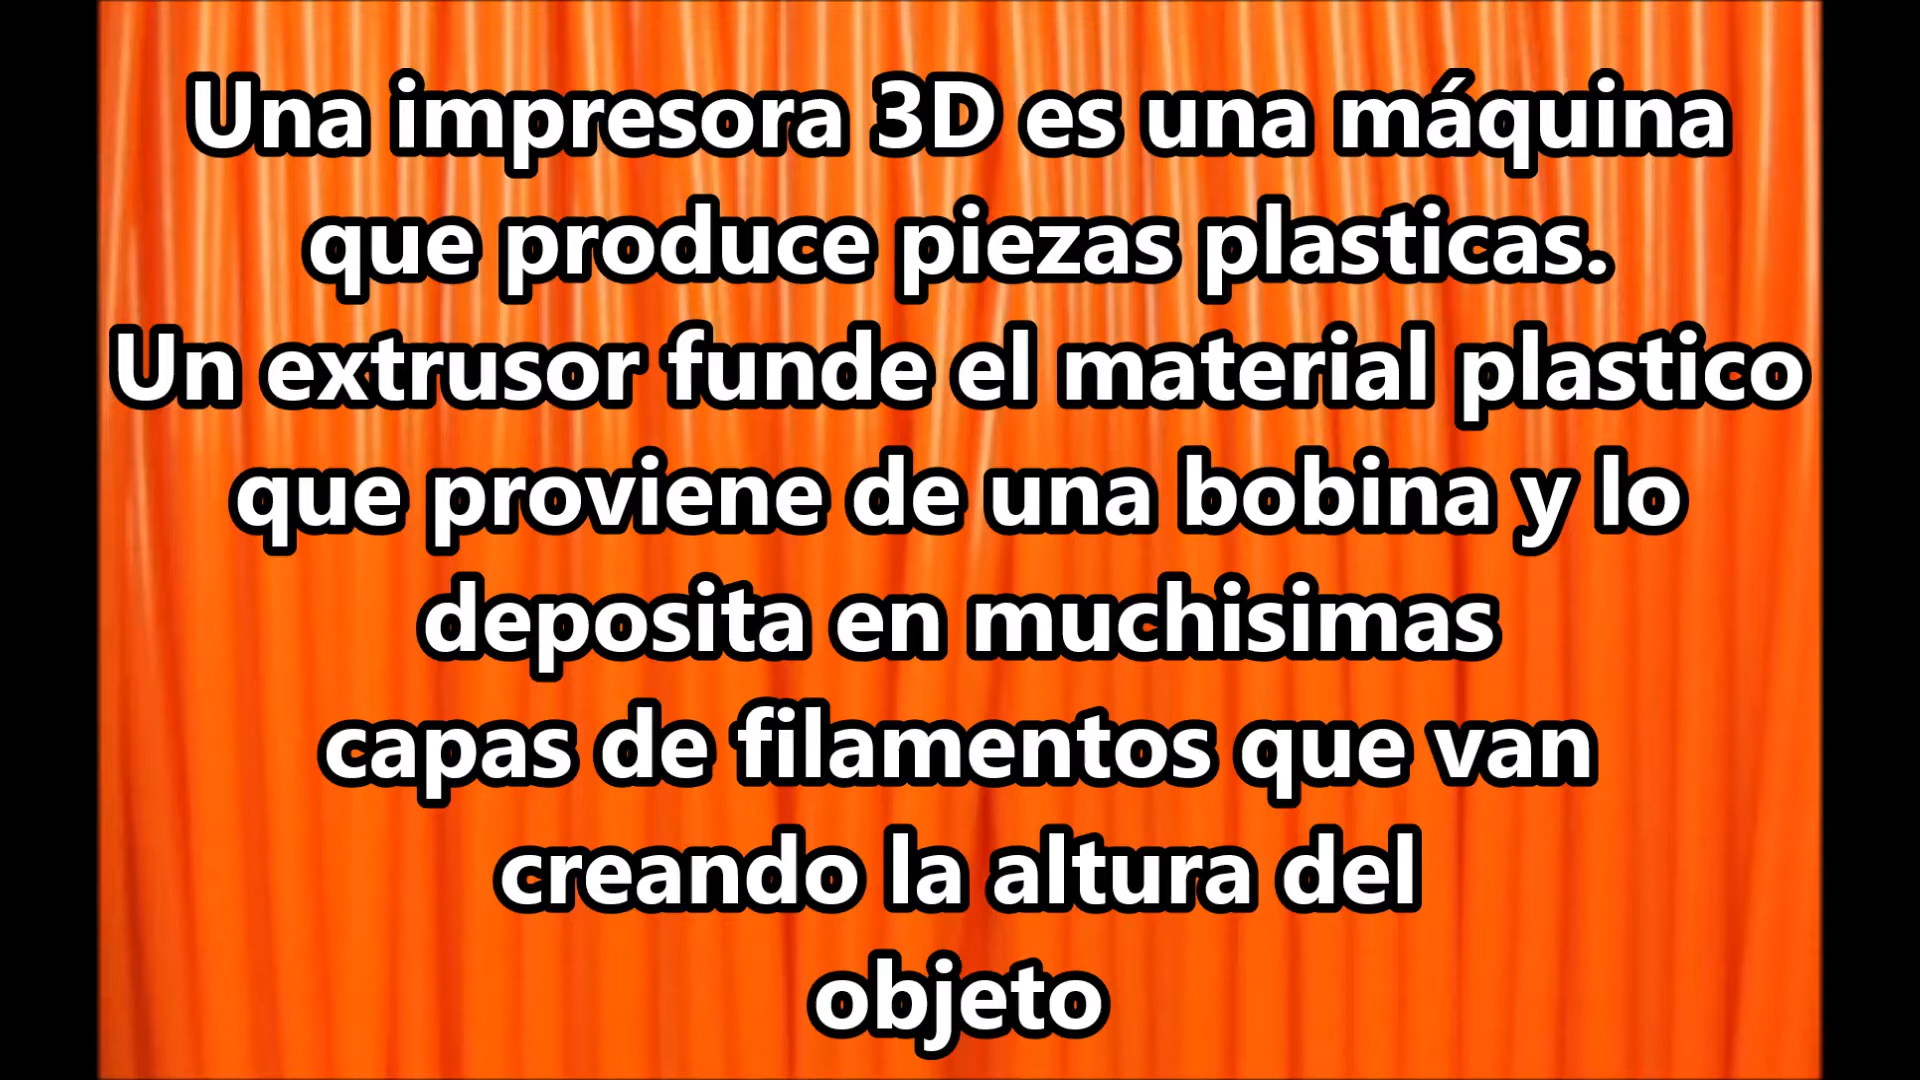 Una impresora 3D es una máquina
que produce piezas plasticas.
Un extrusor funde el material plastico
que proviene de una bobina y lo
deposita en muchisimas
capas de filamentos que van
creando la altura del
objeto